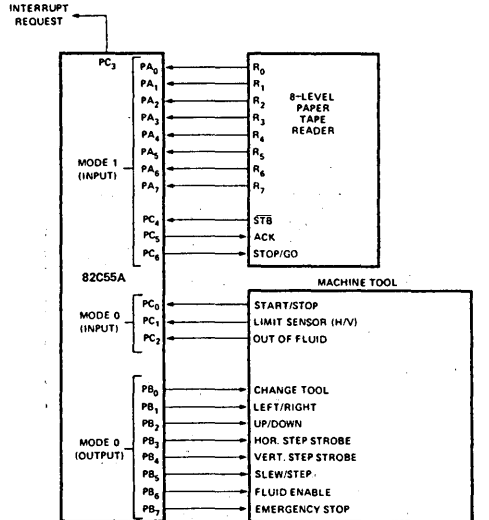 INTERRUPT
REQUEST
PC3
PA0
R0
PA1
R1
PA2
R2
PA3
R3
PA4
R4
PA5
R5
PA6
R6
PA7
R7
8-LEVEL
PAPER
TAPE
READER
MODE 1
(INPUT)
PC4
STB
PC5
ACK
PC6
STOP/GO
82C55A
MACHINE TOOL
MODE 0
(INPUT)
PC0
START/STOP
PC1
LIMIT SENSOR (H/V)
PC2
OUT OF FLUID
MODE 0
(OUTPUT)
PB0
CHANGE TOOL
PB1
LEFT/RIGHT
PB2
UP/DOWN
PB3
HOR. STEP STROBE
PB4
VERT. STEP STROBE
PB5
SLEW/STEP
PB6
FLUID ENABLE
PB7
EMERGENCY STOP